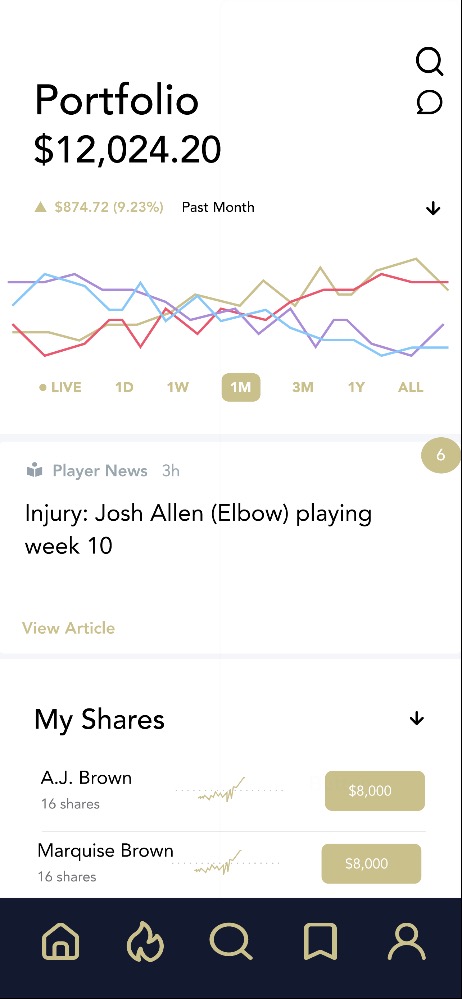 Portfolio
$12,024.20
▲ $874.72 (9.23%) Past Month
LIVE 1D 1W 1M 3M 1Y ALL
6
Player News 3h
Injury: Josh Allen (Elbow) playing
week 10
View Article
My Shares
A.J. Brown
16 shares
$8,000
Marquise Brown
16 shares
$8,000